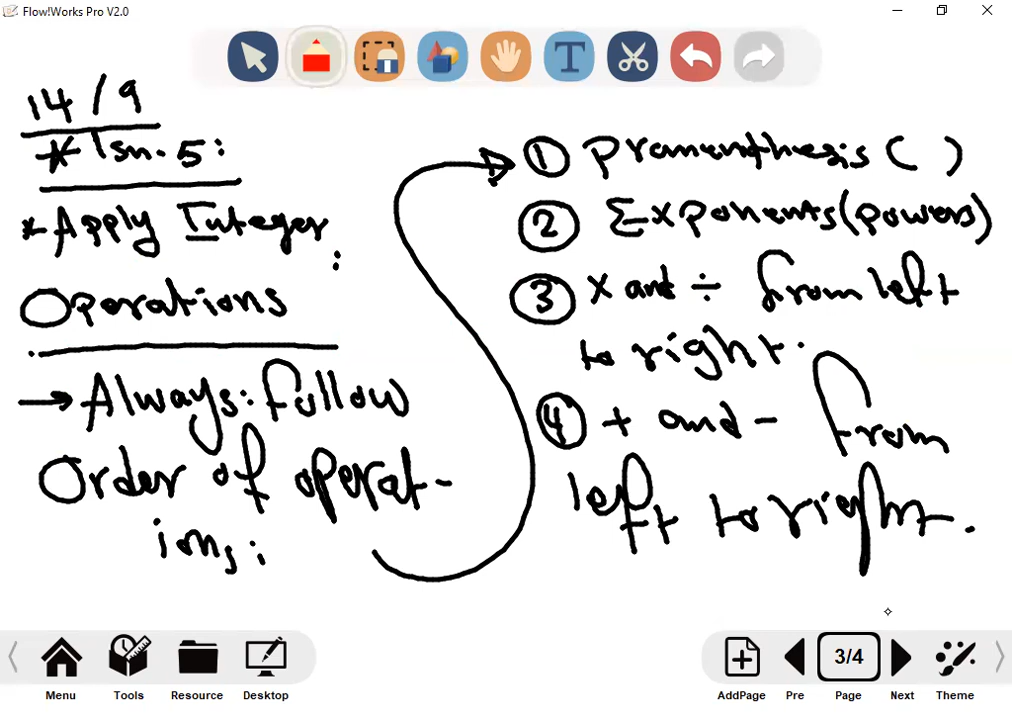 Flow!Works Pro V2.0
14/9
* Lsn. 5:
* Apply Integer
Operations:
→ Always: follow
Order of operat-
ions:
① Pramenthesis ( )
② Exponents (powers)
③ × and ÷ from left
to right.
④ + and - from
left to right.
Menu Tools Resource Desktop
3/4
AddPage Pre Page Next Theme